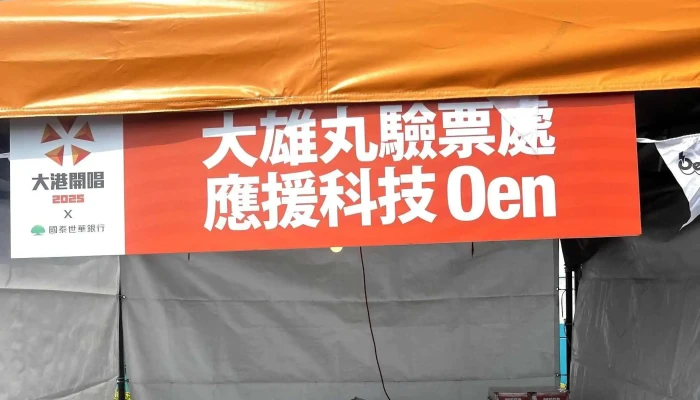 大港開唱
2025
X
國泰世華銀行
大雄丸驗票處
應援科技 Oen